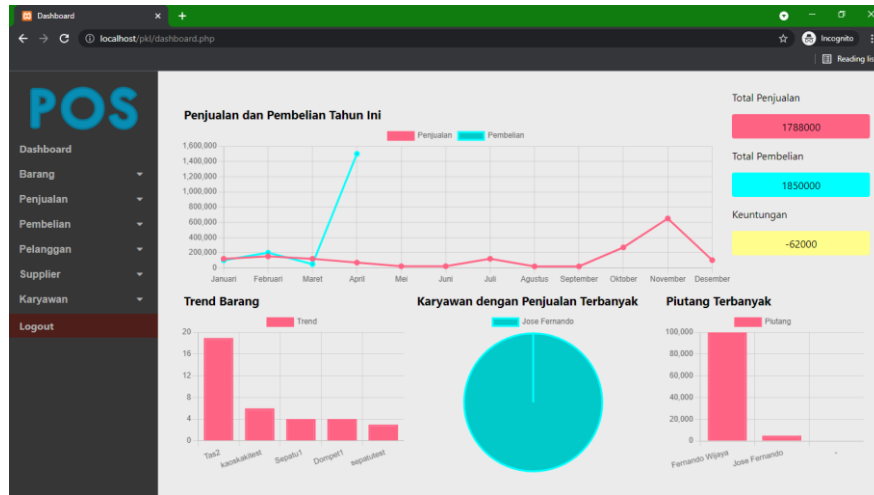 Dashboard
localhost/pkl/dashboard.php
Incognito
Reading lis
POS
Dashboard
Barang
Penjualan
Pembelian
Pelanggan
Supplier
Karyawan
Logout
Penjualan dan Pembelian Tahun Ini
Penjualan Pembelian
1,600,000
1,400,000
1,200,000
1,000,000
800,000
600,000
400,000
200,000
0
Januari Februari Maret April Mei Juni Juli Agustus September Oktober November Desember
Total Penjualan
1788000
Total Pembelian
1850000
Keuntungan
-62000
Trend Barang
Trend
20
16
12
8
4
0
Tas2 kaoskakitest Sepatu1 Dompet1 sepatutest
Karyawan dengan Penjualan Terbanyak
Jose Fernando
Piutang Terbanyak
Piutang
100,000
80,000
60,000
40,000
20,000
0
Fernando Wijaya Jose Fernando -